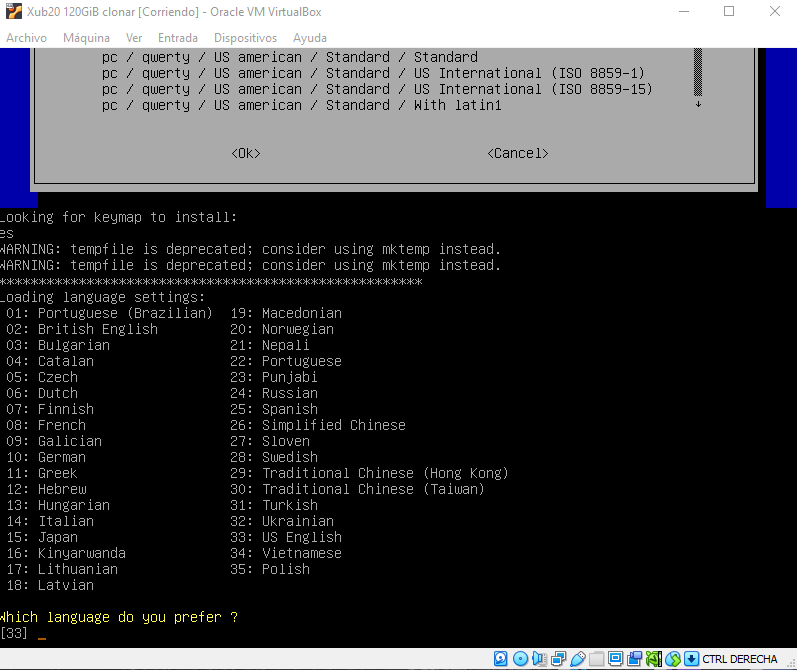 Xub20 120GiB clonar [Corriendo] - Oracle VM VirtualBox
Archivo Máquina Ver Entrada Dispositivos Ayuda
pc / qwerty / US american / Standard / Standard
pc / qwerty / US american / Standard / US International (ISO 8859-1)
pc / qwerty / US american / Standard / US International (ISO 8859-15)
pc / qwerty / US american / Standard / With latin1
<Ok> <Cancel>
Looking for keymap to install:
es
WARNING: tempfile is deprecated; consider using mktemp instead.
WARNING: tempfile is deprecated; consider using mktemp instead.
*****************************************************
Loading language settings:
01: Portuguese (Brazilian) 19: Macedonian
02: British English 20: Norwegian
03: Bulgarian 21: Nepali
04: Catalan 22: Portuguese
05: Czech 23: Punjabi
06: Dutch 24: Russian
07: Finnish 25: Spanish
08: French 26: Simplified Chinese
09: Galician 27: Sloven
10: German 28: Swedish
11: Greek 29: Traditional Chinese (Hong Kong)
12: Hebrew 30: Traditional Chinese (Taiwan)
13: Hungarian 31: Turkish
14: Italian 32: Ukrainian
15: Japan 33: US English
16: Kinyarwanda 34: Vietnamese
17: Lithuanian 35: Polish
18: Latvian
Which language do you prefer ?
[33] _
CTRL DERECHA